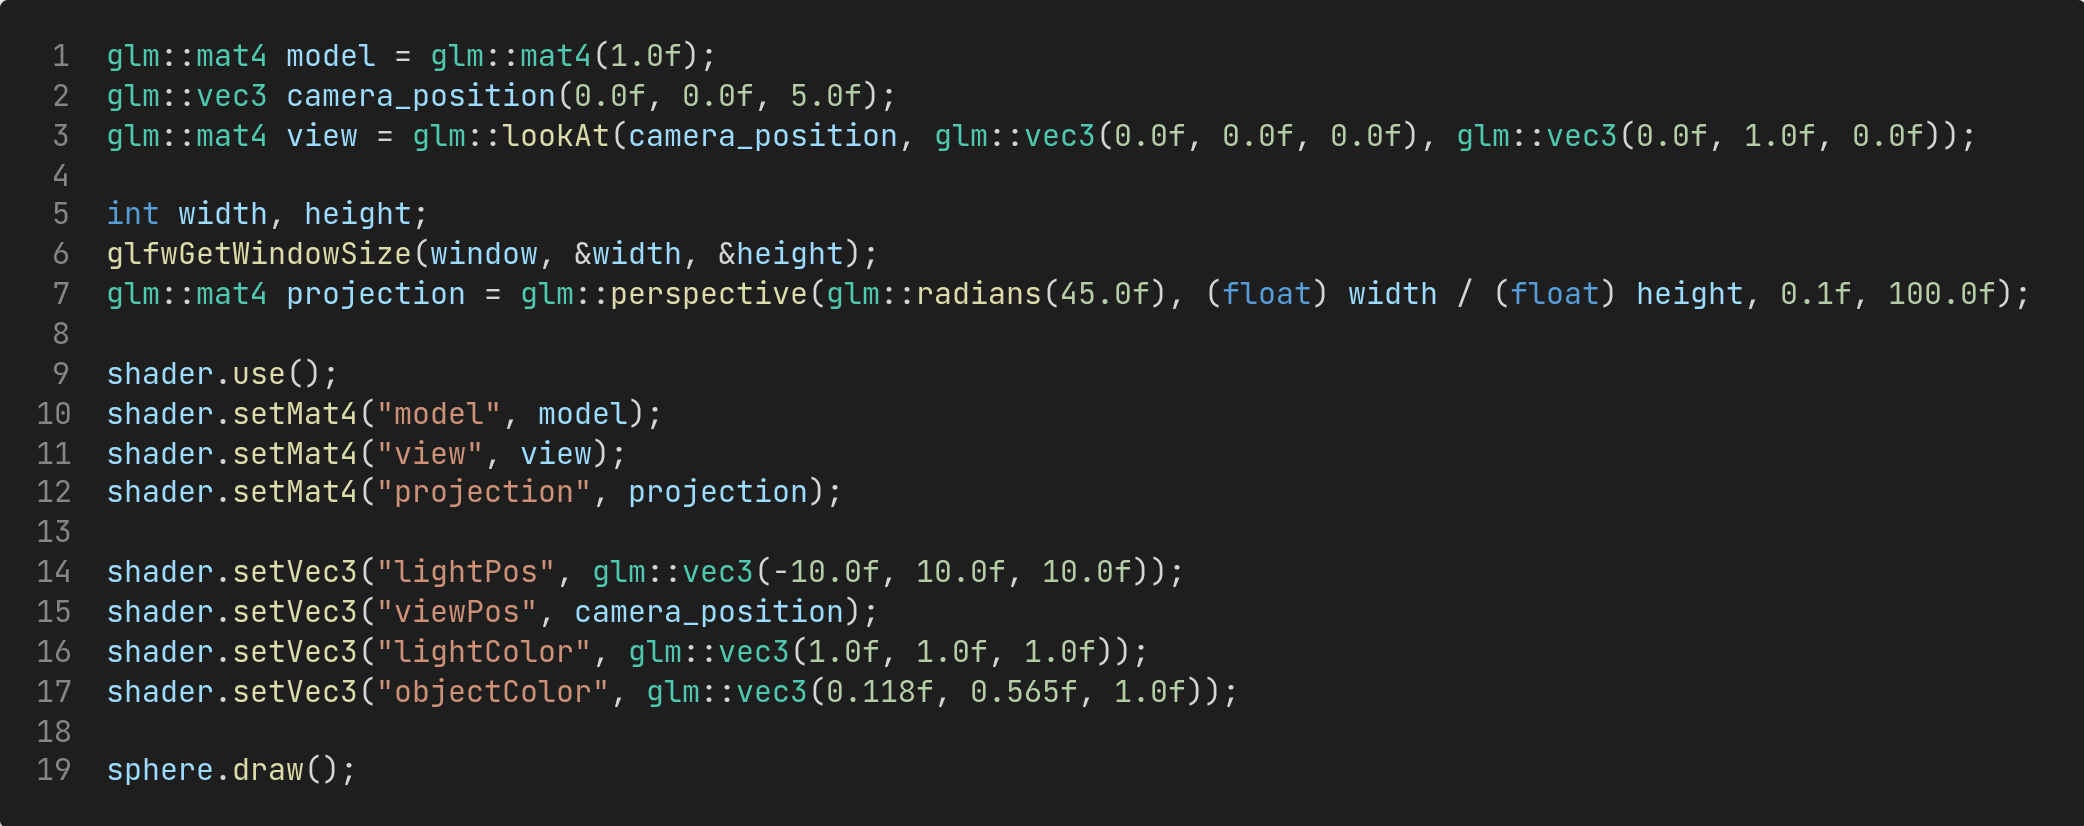 1 glm::mat4 model = glm::mat4(1.0f);
2 glm::vec3 camera_position(0.0f, 0.0f, 5.0f);
3 glm::mat4 view = glm::lookAt(camera_position, glm::vec3(0.0f, 0.0f, 0.0f), glm::vec3(0.0f, 1.0f, 0.0f));
4
5 int width, height;
6 glfwGetWindowSize(window, &width, &height);
7 glm::mat4 projection = glm::perspective(glm::radians(45.0f), (float) width / (float) height, 0.1f, 100.0f);
8
9 shader.use();
10 shader.setMat4("model", model);
11 shader.setMat4("view", view);
12 shader.setMat4("projection", projection);
13
14 shader.setVec3("lightPos", glm::vec3(-10.0f, 10.0f, 10.0f));
15 shader.setVec3("viewPos", camera_position);
16 shader.setVec3("lightColor", glm::vec3(1.0f, 1.0f, 1.0f));
17 shader.setVec3("objectColor", glm::vec3(0.118f, 0.565f, 1.0f));
18
19 sphere.draw();